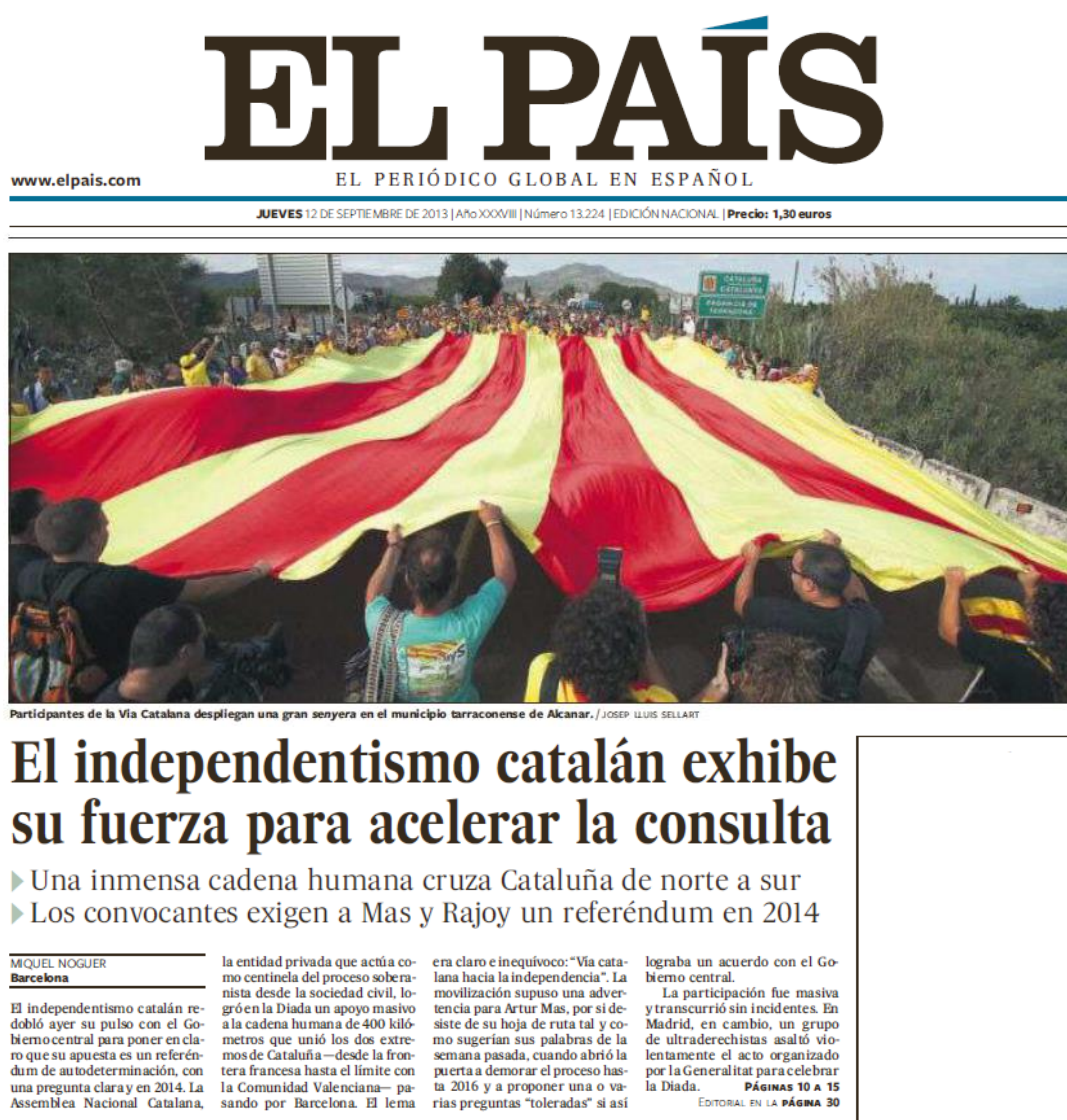 EL PAÍS
www.elpais.com
EL PERIÓDICO GLOBAL EN ESPAÑOL
JUEVES 12 DE SEPTIEMBRE DE 2013 | Año XXXVIII | Número 13.224 | EDICIÓN NACIONAL | Precio: 1,30 euros
CATALUÑA
CATALUNYA
PROVINCIA DE
TARRAGONA
Participantes de la Via Catalana despliegan una gran senyera en el municipio tarraconense de Alcanar. / JOSEP LLUIS SELLART
El independentismo catalán exhibe
su fuerza para acelerar la consulta
Una inmensa cadena humana cruza Cataluña de norte a sur
Los convocantes exigen a Mas y Rajoy un referéndum en 2014
MIQUEL NOGUER
Barcelona
El independentismo catalán re-
dobló ayer su pulso con el Go-
bierno central para poner en cla-
ro que su apuesta es un referén-
dum de autodeterminación, con
una pregunta clara y en 2014. La
Assemblea Nacional Catalana,
la entidad privada que actúa co-
mo centinela del proceso sobera-
nista desde la sociedad civil, lo-
gró en la Diada un apoyo masivo
a la cadena humana de 400 kiló-
metros que unió los dos extre-
mos de Cataluña —desde la fron-
tera francesa hasta el límite con
la Comunidad Valenciana— pa-
sando por Barcelona. El lema
era claro e inequívoco: “Vía cata-
lana hacia la independencia”. La
movilización supuso una adver-
tencia para Artur Mas, por si de-
siste de su hoja de ruta tal y co-
mo sugerían sus palabras de la
semana pasada, cuando abrió la
puerta a demorar el proceso has-
ta 2016 y a proponer una o va-
rias preguntas “toleradas” si así
lograba un acuerdo con el Go-
bierno central.
La participación fue masiva
y transcurrió sin incidentes. En
Madrid, en cambio, un grupo
de ultraderechistas asaltó vio-
lentamente el acto organizado
por la Generalitat para celebrar
la Diada. PÁGINAS 10 A 15
EDITORIAL EN LA PÁGINA 30